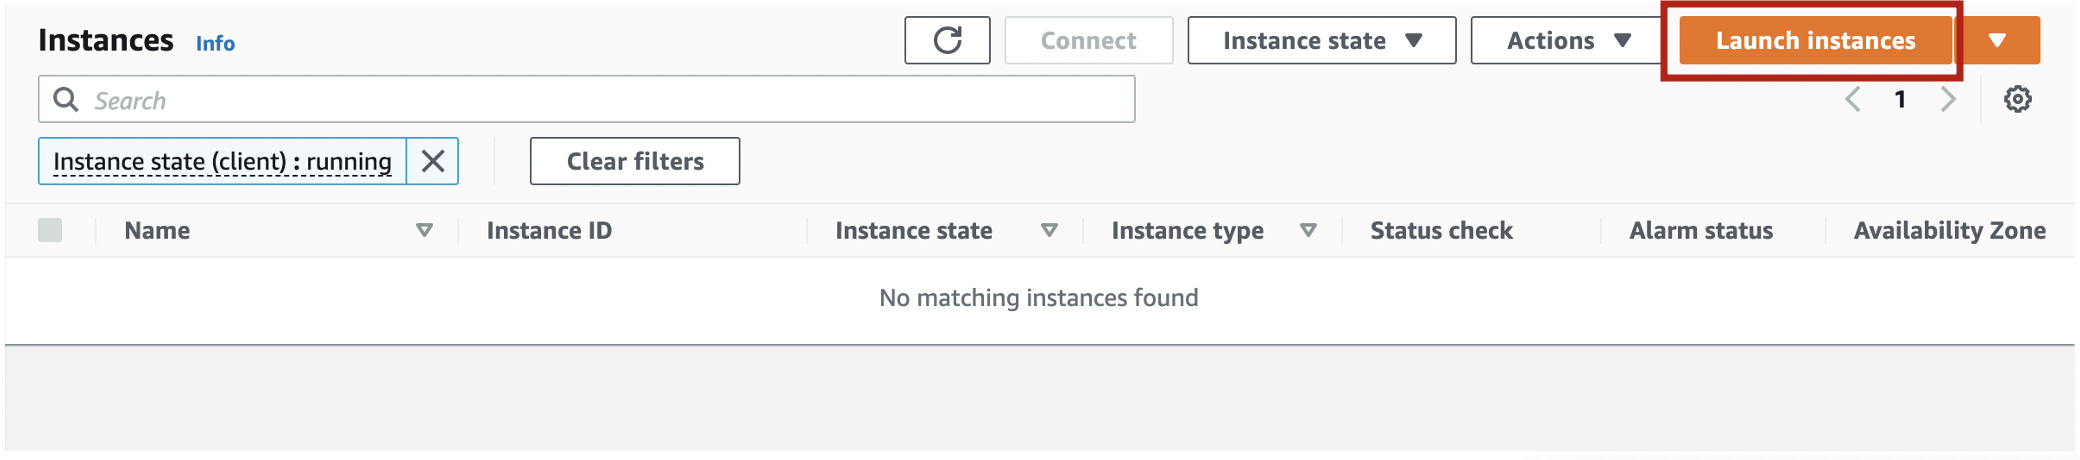 Instances Info Connect Instance state Actions Launch instances
Search 1
Instance state (client) : running Clear filters
Name Instance ID Instance state Instance type Status check Alarm status Availability Zone
No matching instances found